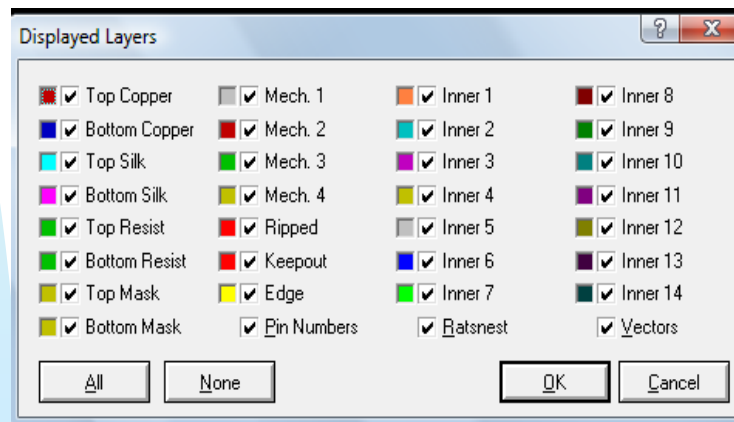 Displayed Layers
Top Copper Mech. 1 Inner 1 Inner 8
Bottom Copper Mech. 2 Inner 2 Inner 9
Top Silk Mech. 3 Inner 3 Inner 10
Bottom Silk Mech. 4 Inner 4 Inner 11
Top Resist Ripped Inner 5 Inner 12
Bottom Resist Keepout Inner 6 Inner 13
Top Mask Edge Inner 7 Inner 14
Bottom Mask Pin Numbers Ratsnest Vectors
All None OK Cancel